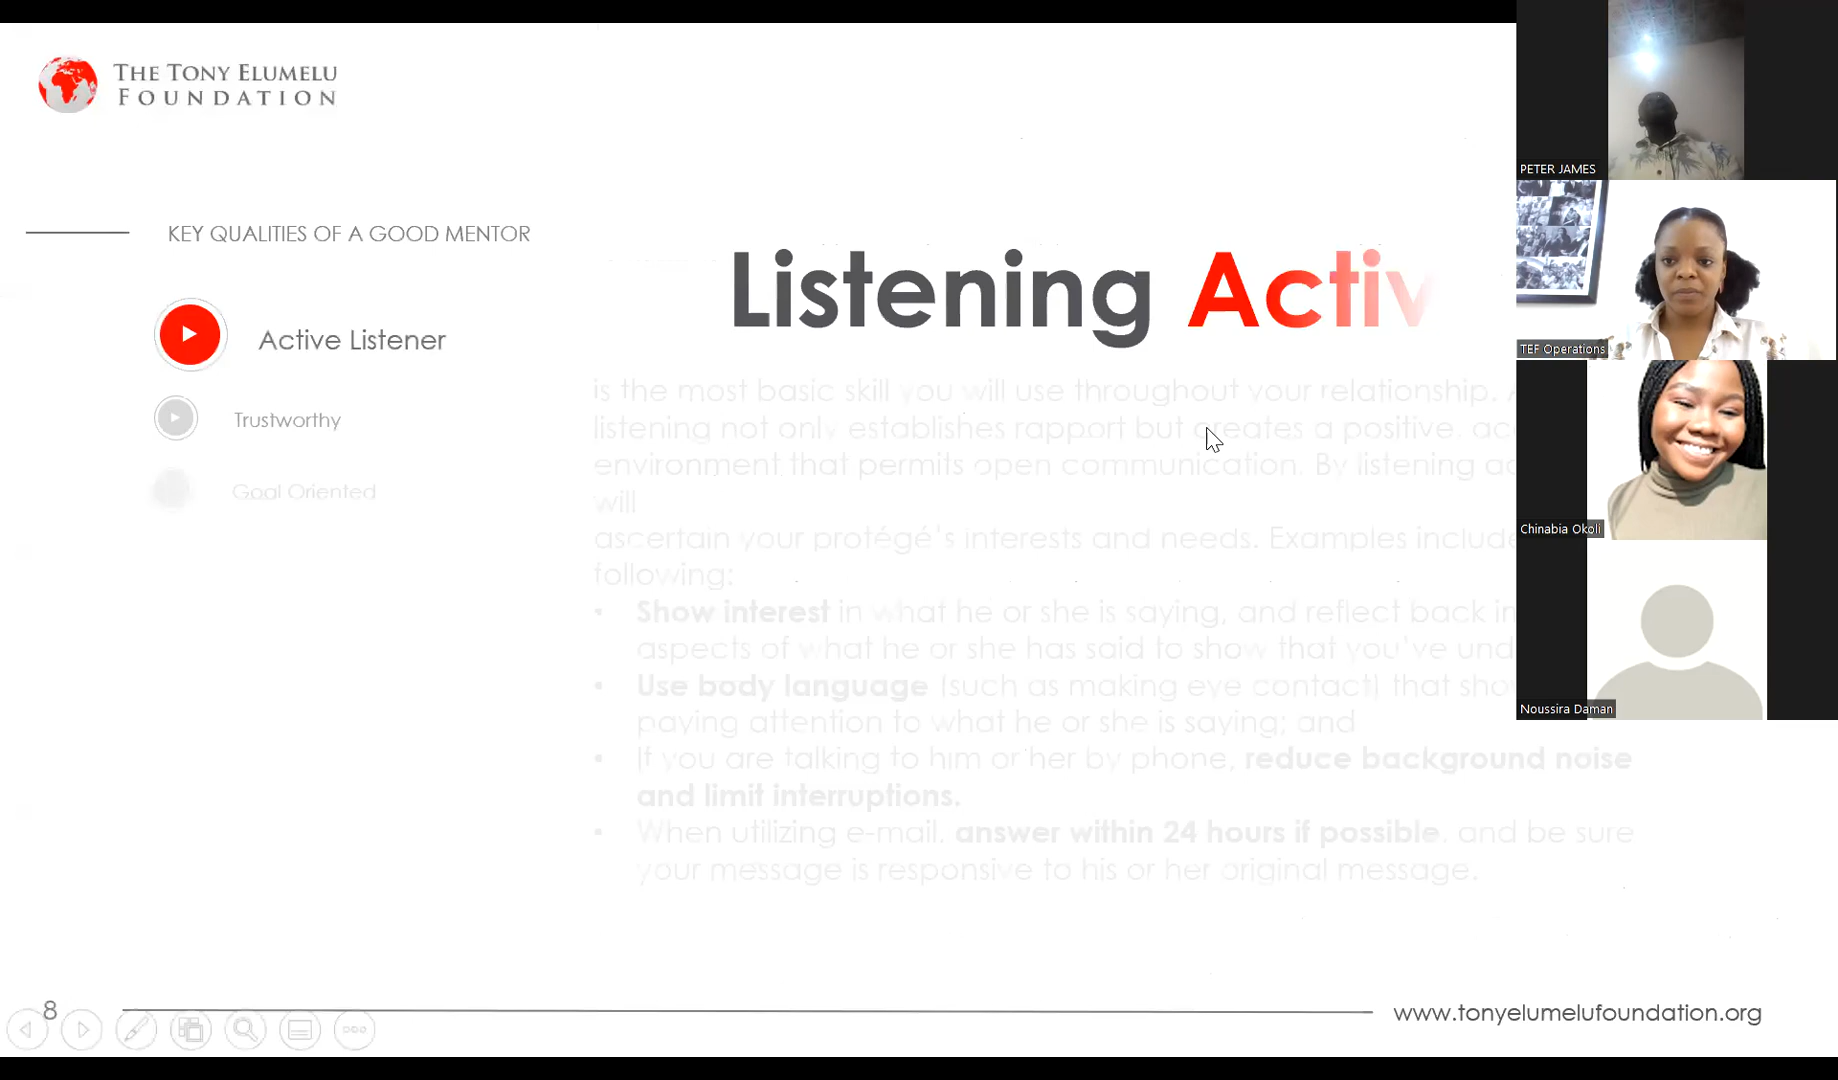 THE TONY ELUMELU
FOUNDATION
KEY QUALITIES OF A GOOD MENTOR
Active Listener
Trustworthy
Goal Oriented
Listening Activ
is the most basic skill you will use throughout your relationship. A
listening not only establishes rapport but creates a positive, acc
environment that permits open communication. By listening ac
will
ascertain your protégé's interests and needs. Examples include
following:
• Show interest in what he or she is saying, and reflect back im
aspects of what he or she has said to show that you've und
• Use body language (such as making eye contact) that sho
paying attention to what he or she is saying; and
• If you are talking to him or her by phone, reduce background noise
and limit interruptions.
• When utilizing e-mail, answer within 24 hours if possible, and be sure
your message is responsive to his or her original message.
8
www.tonyelumelufoundation.org
PETER JAMES
TEF Operations
Chinabia Okoli
Noussira Daman